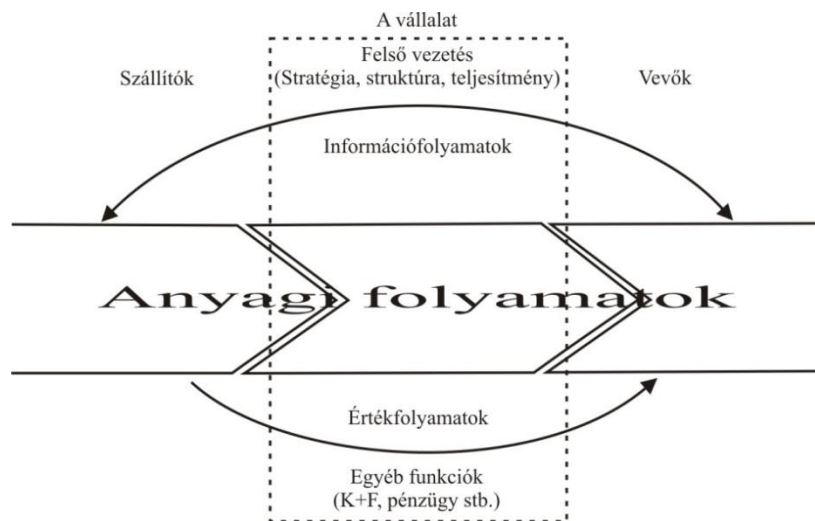 A vállalat
Felső vezetés
Szállítók
(Stratégia, struktúra, teljesítmény)
Vevők
Információfolyamatok
Anyagi folyamatok
Értékfolyamatok
Egyéb funkciók
(K+F, pénzügy stb.)